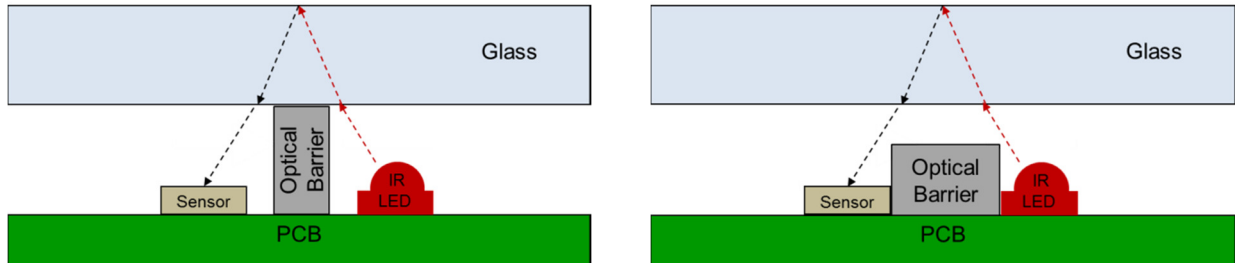 Glass
Optical
Barrier
IR
LED
Sensor
PCB
Glass
Optical
Barrier
IR
LED
Sensor
PCB